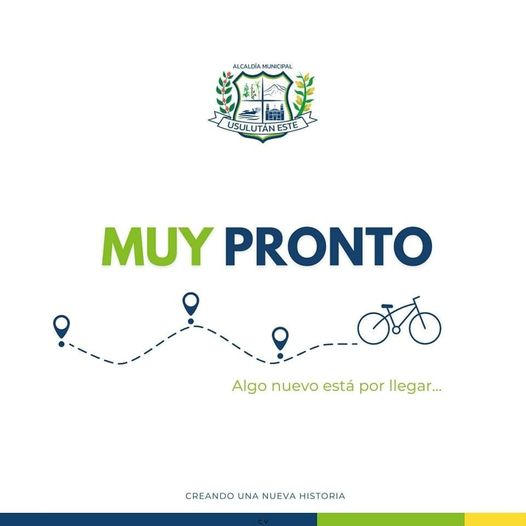 ALCALDÍA MUNICIPAL
USULUTÁN ESTE
MUY PRONTO
Algo nuevo está por llegar...
CREANDO UNA NUEVA HISTORIA